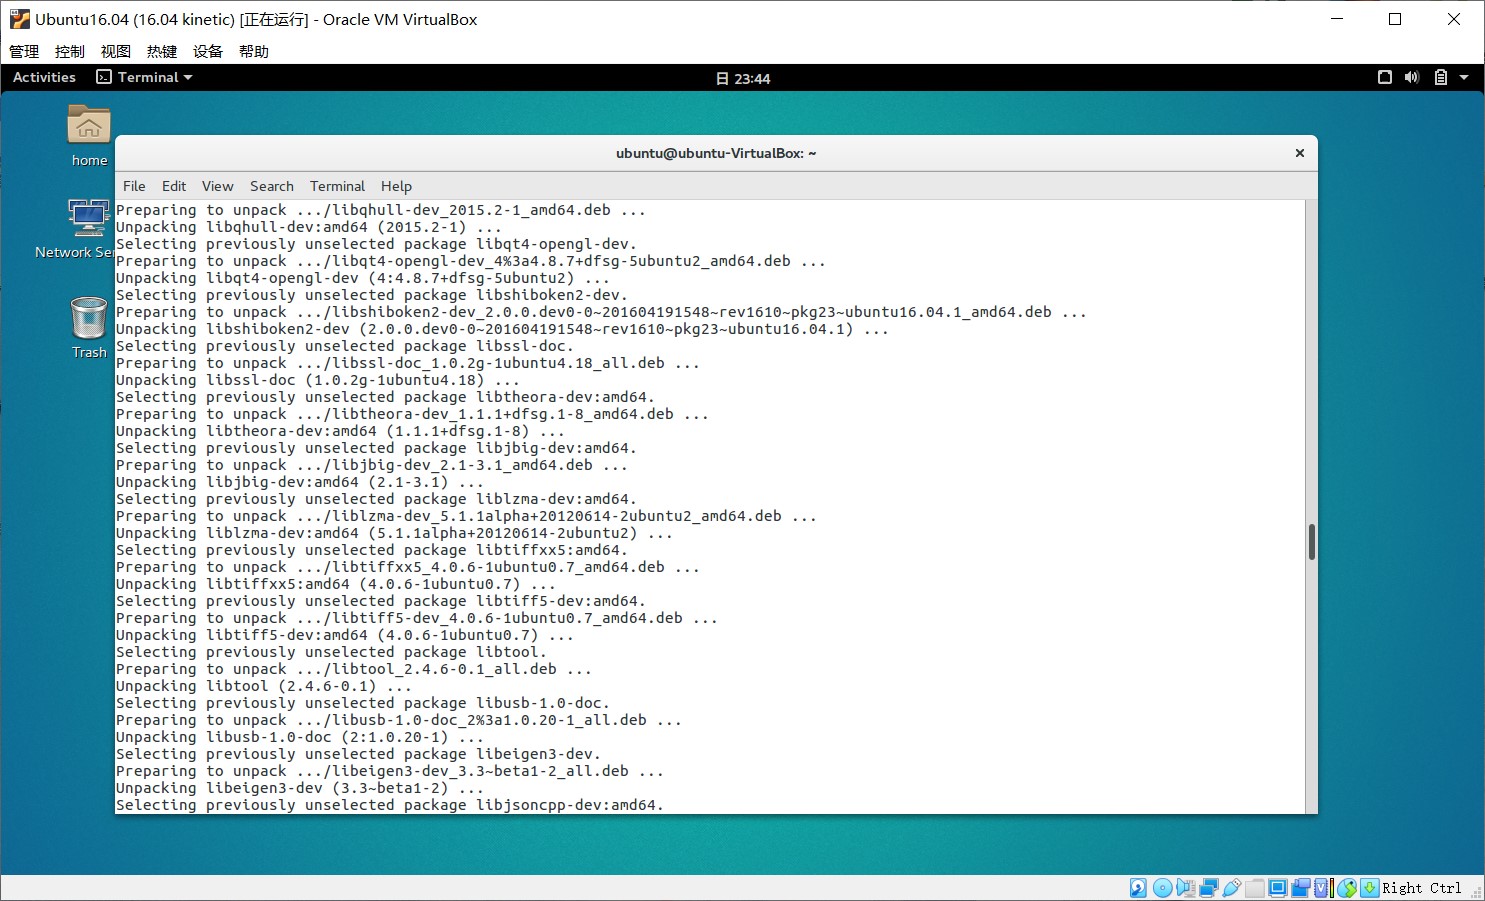 Ubuntu16.04 (16.04 kinetic) [正在运行] - Oracle VM VirtualBox
管理 控制 视图 热键 设备 帮助
Activities Terminal 日 23:44
home
Network Ser
Trash
ubuntu@ubuntu-VirtualBox: ~
File Edit View Search Terminal Help
Preparing to unpack .../libqhull-dev_2015.2-1_amd64.deb ...
Unpacking libqhull-dev:amd64 (2015.2-1) ...
Selecting previously unselected package libqt4-opengl-dev.
Preparing to unpack .../libqt4-opengl-dev_4%3a4.8.7+dfsg-5ubuntu2_amd64.deb ...
Unpacking libqt4-opengl-dev (4:4.8.7+dfsg-5ubuntu2) ...
Selecting previously unselected package libshiboken2-dev.
Preparing to unpack .../libshiboken2-dev_2.0.0.dev0-0~201604191548~rev1610~pkg23~ubuntu16.04.1_amd64.deb ...
Unpacking libshiboken2-dev (2.0.0.dev0-0~201604191548~rev1610~pkg23~ubuntu16.04.1) ...
Selecting previously unselected package libssl-doc.
Preparing to unpack .../libssl-doc_1.0.2g-1ubuntu4.18_all.deb ...
Unpacking libssl-doc (1.0.2g-1ubuntu4.18) ...
Selecting previously unselected package libtheora-dev:amd64.
Preparing to unpack .../libtheora-dev_1.1.1+dfsg.1-8_amd64.deb ...
Unpacking libtheora-dev:amd64 (1.1.1+dfsg.1-8) ...
Selecting previously unselected package libjbig-dev:amd64.
Preparing to unpack .../libjbig-dev_2.1-3.1_amd64.deb ...
Unpacking libjbig-dev:amd64 (2.1-3.1) ...
Selecting previously unselected package liblzma-dev:amd64.
Preparing to unpack .../liblzma-dev_5.1.1alpha+20120614-2ubuntu2_amd64.deb ...
Unpacking liblzma-dev:amd64 (5.1.1alpha+20120614-2ubuntu2) ...
Selecting previously unselected package libtiffxx5:amd64.
Preparing to unpack .../libtiffxx5_4.0.6-1ubuntu0.7_amd64.deb ...
Unpacking libtiffxx5:amd64 (4.0.6-1ubuntu0.7) ...
Selecting previously unselected package libtiff5-dev:amd64.
Preparing to unpack .../libtiff5-dev_4.0.6-1ubuntu0.7_amd64.deb ...
Unpacking libtiff5-dev:amd64 (4.0.6-1ubuntu0.7) ...
Selecting previously unselected package libtool.
Preparing to unpack .../libtool_2.4.6-0.1_all.deb ...
Unpacking libtool (2.4.6-0.1) ...
Selecting previously unselected package libusb-1.0-doc.
Preparing to unpack .../libusb-1.0-doc_2%3a1.0.20-1_all.deb ...
Unpacking libusb-1.0-doc (2:1.0.20-1) ...
Selecting previously unselected package libeigen3-dev.
Preparing to unpack .../libeigen3-dev_3.3~beta1-2_all.deb ...
Unpacking libeigen3-dev (3.3~beta1-2) ...
Selecting previously unselected package libjsoncpp-dev:amd64.
Right Ctrl